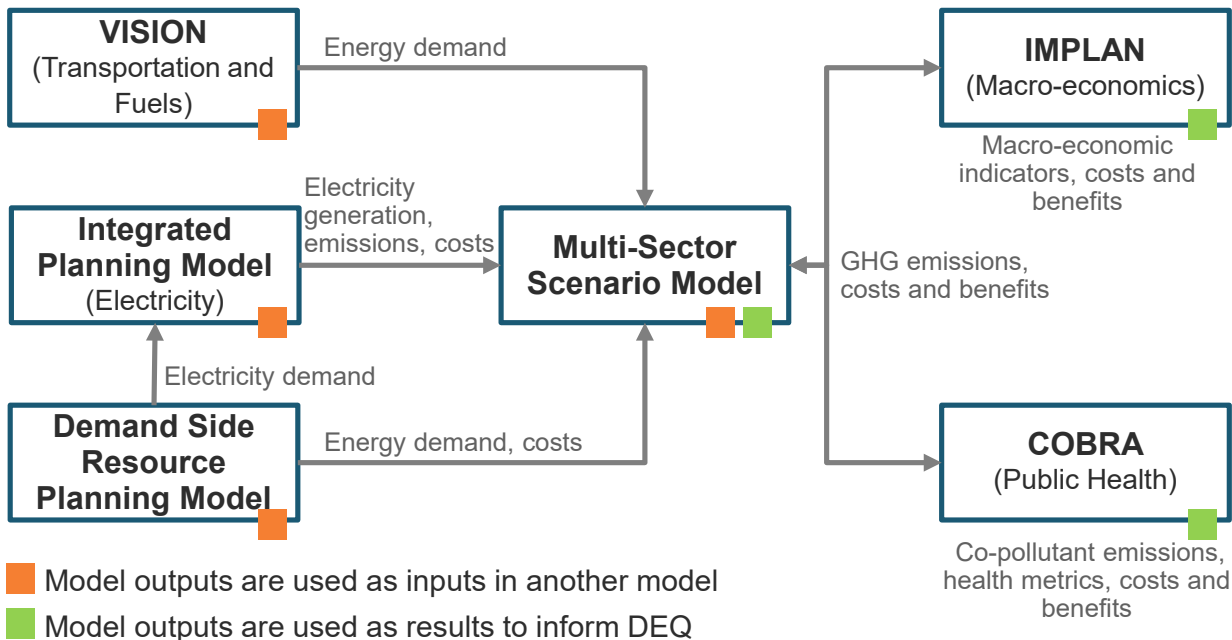 VISION
(Transportation and
Fuels)
Energy demand
IMPLAN
(Macro-economics)
Macro-economic
indicators, costs and
benefits
Integrated
Planning Model
(Electricity)
Electricity
generation,
emissions, costs
Multi-Sector
Scenario Model
GHG emissions,
costs and benefits
Electricity demand
Demand Side
Resource
Planning Model
Energy demand, costs
COBRA
(Public Health)
Co-pollutant emissions,
health metrics, costs and
benefits
Model outputs are used as inputs in another model
Model outputs are used as results to inform DEQ